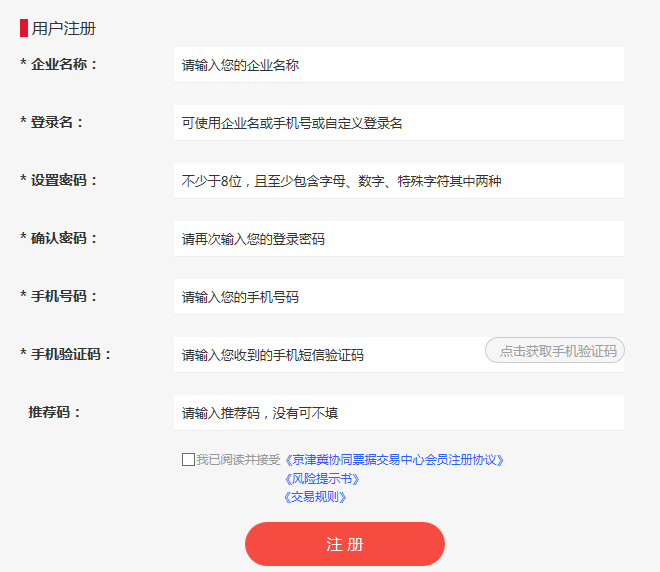 用户注册
* 企业名称： 请输入您的企业名称
* 登录名： 可使用企业名或手机号或自定义登录名
* 设置密码： 不少于8位，且至少包含字母、数字、特殊字符其中两种
* 确认密码： 请再次输入您的登录密码
* 手机号码： 请输入您的手机号码
* 手机验证码： 请输入您收到的手机短信验证码 点击获取手机验证码
推荐码： 请输入推荐码，没有可不填
我已阅读并接受《京津冀协同票据交易中心会员注册协议》
《风险提示书》
《交易规则》
注 册